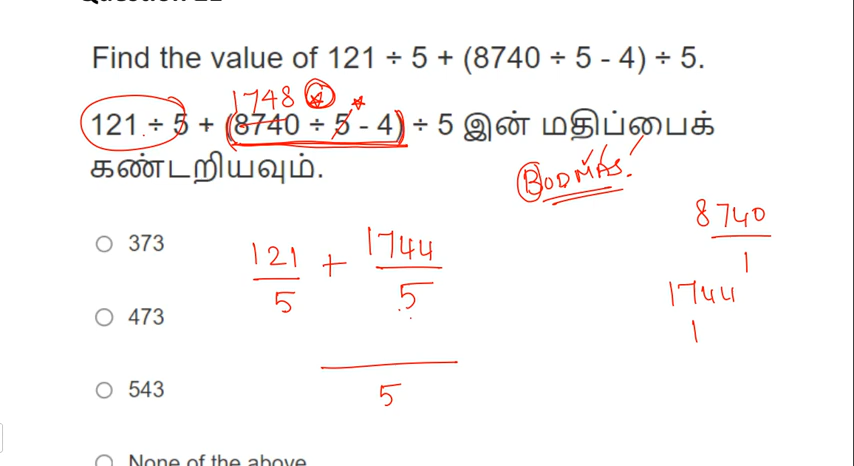 Find the value of 121 ÷ 5 + (8740 ÷ 5 - 4) ÷ 5.
1748
121 ÷ 5 + (8740 ÷ 5 - 4) ÷ 5 இன் மதிப்பைக்
கண்டறியவும்.
BODMAS!
8740
1
373
121/5 + 1744/5
1744
1
473
543
5
None of the above